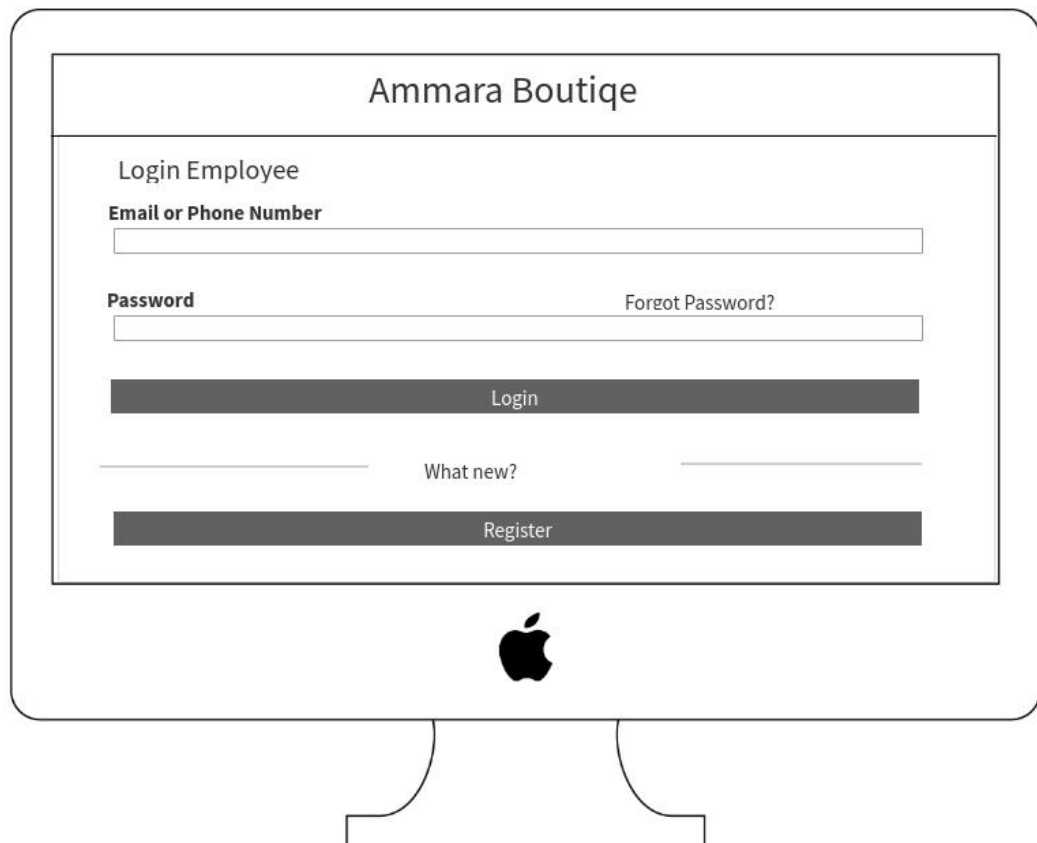 Ammara Boutiqe
Login Employee
Email or Phone Number
Password Forgot Password?
Login
What new?
Register